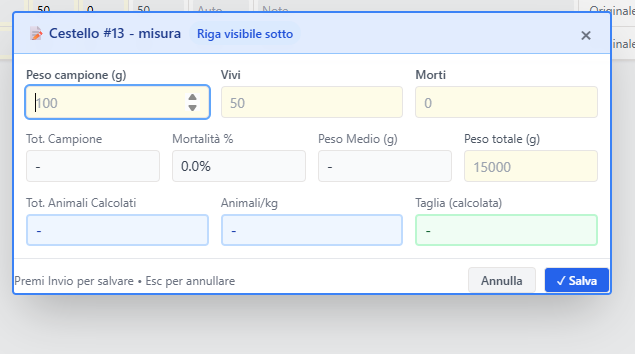 50 0 50 Auto Note Originale
Cestello #13 - misura Riga visibile sotto ×
Originale
Peso campione (g) Vivi Morti
100 50 0
Tot. Campione Mortalità % Peso Medio (g) Peso totale (g)
- 0.0% - 15000
Tot. Animali Calcolati Animali/kg Taglia (calcolata)
- - -
Premi Invio per salvare • Esc per annullare Annulla ✓ Salva